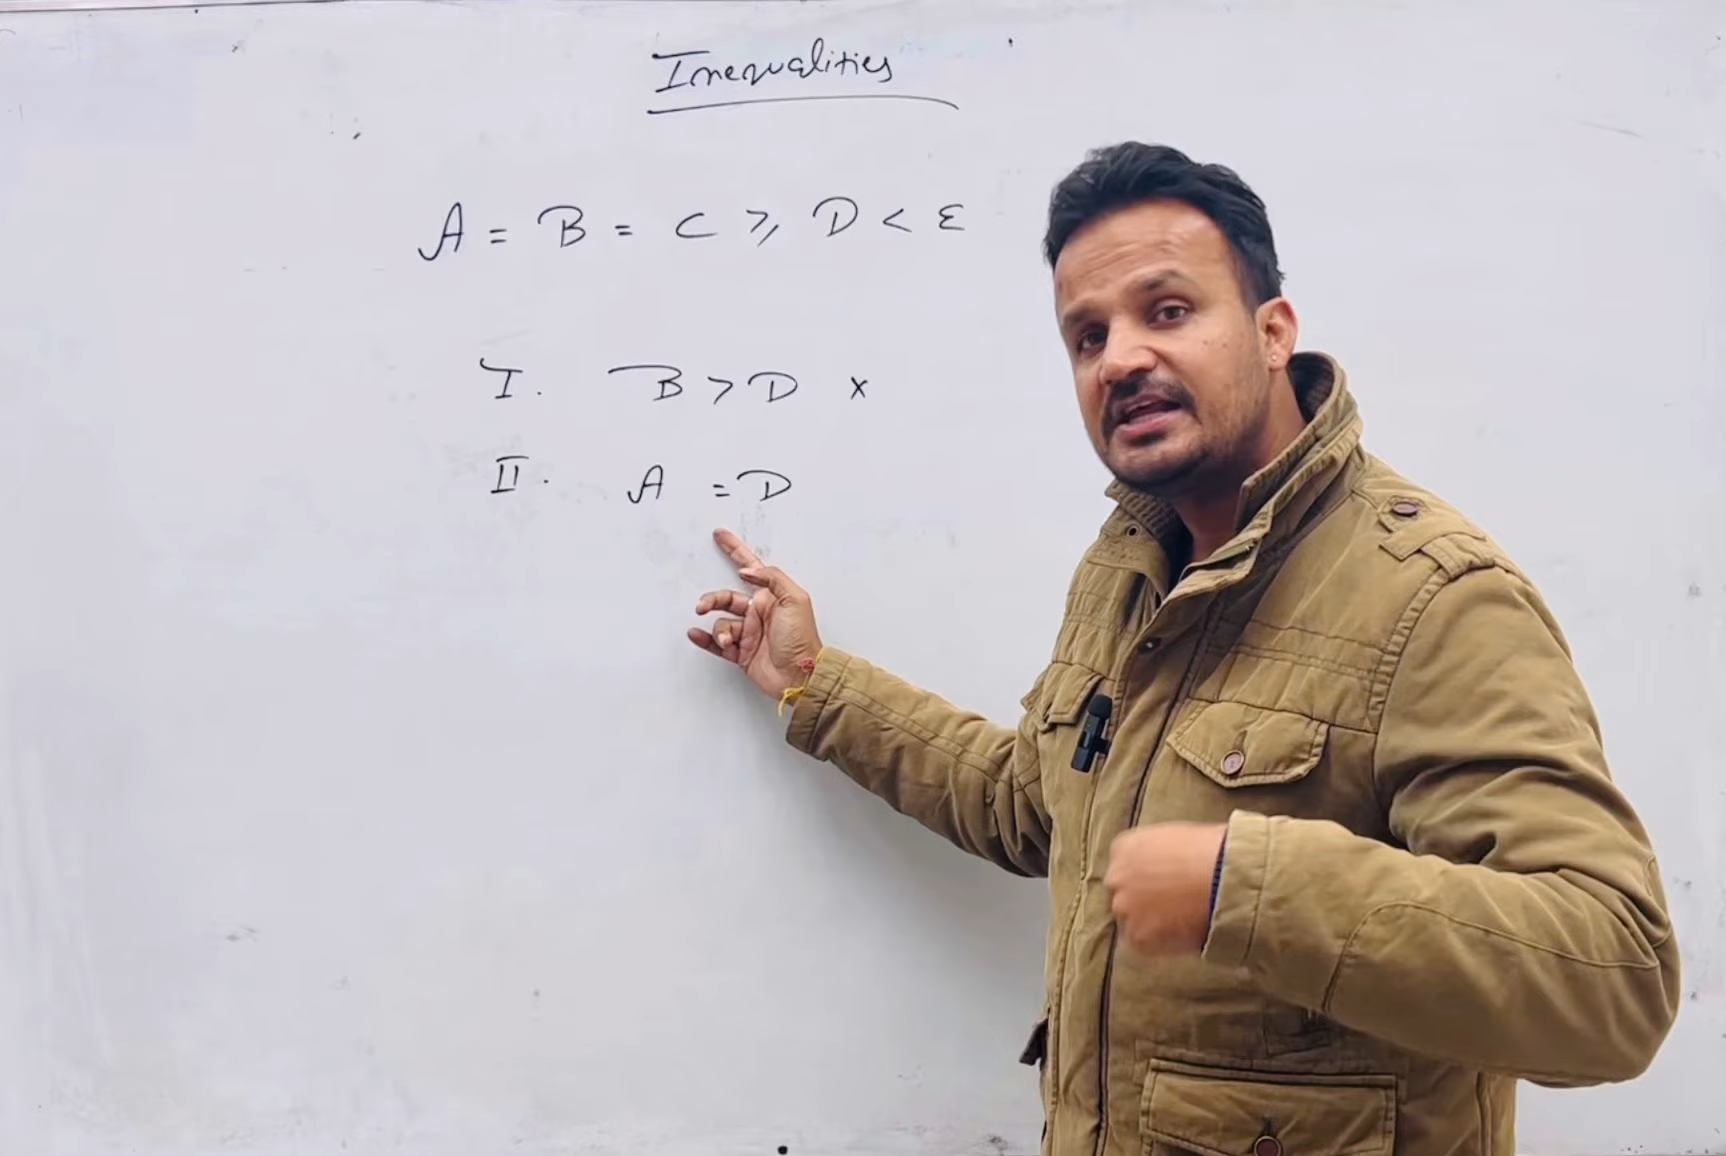 Inequalities
A = B = C ⩾ D < E
I. B > D ×
II. A = D